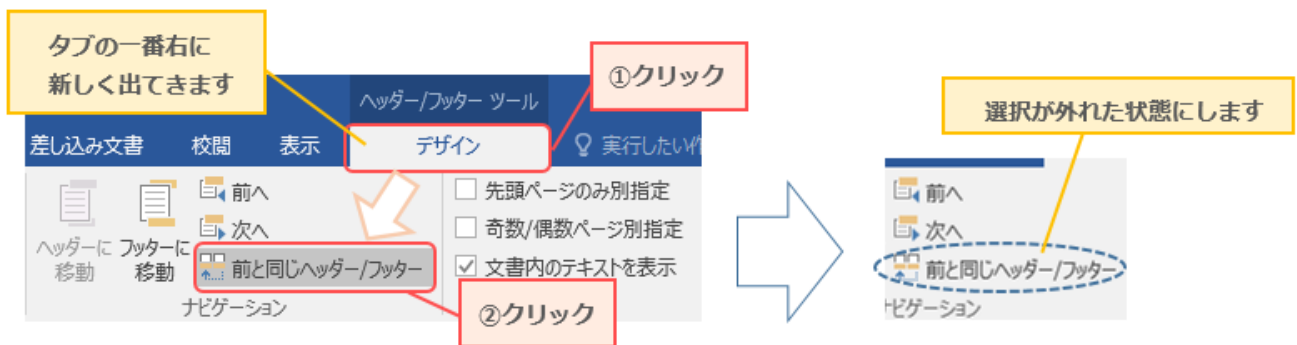 タブの一番右に
新しく出てきます
①クリック
ヘッダー/フッター ツール
選択が外れた状態にします
差し込み文書 校閲 表示 デザイン 実行したい作
前へ
次へ
ヘッダーに移動
フッターに移動
前と同じヘッダー/フッター
ナビゲーション
先頭ページのみ別指定
奇数/偶数ページ別指定
文書内のテキストを表示
②クリック
前へ
次へ
前と同じヘッダー/フッター
ナビゲーション